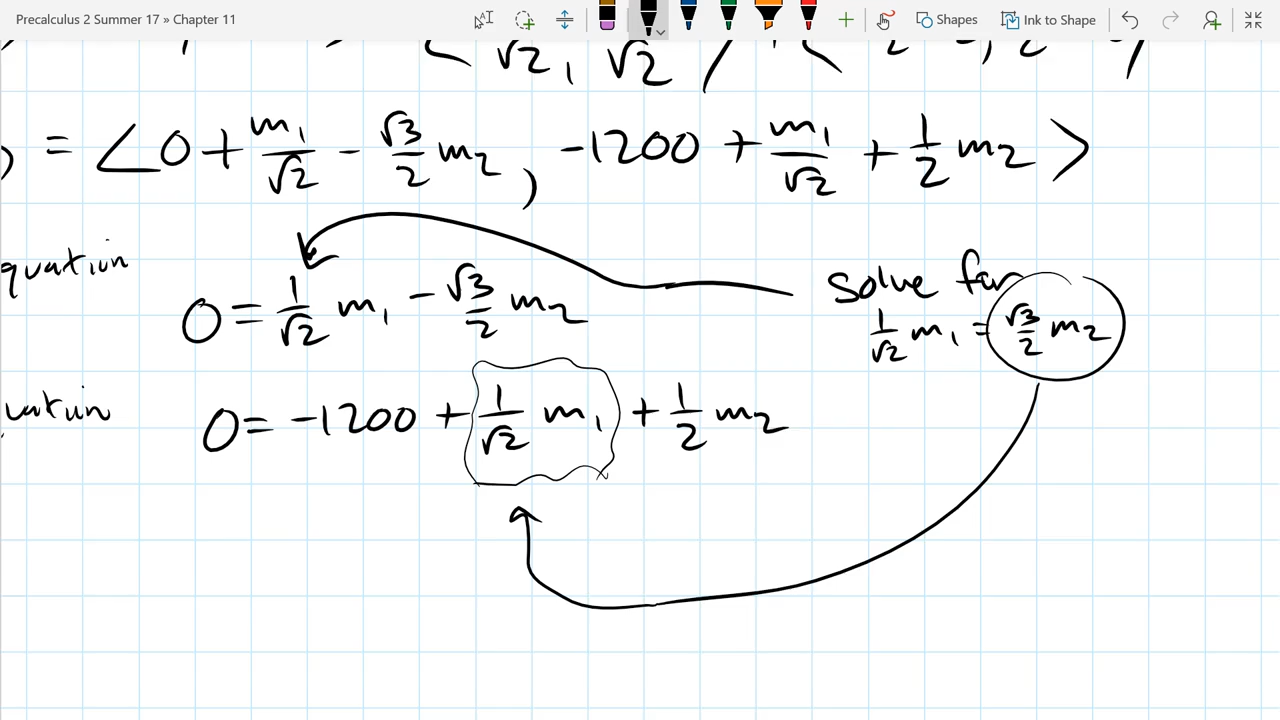 Precalculus 2 Summer 17 » Chapter 11
Shapes
Ink to Shape
√2, √2
) = <0 + m₁/√2 - √3/2 m₂, -1200 + m₁/√2 + 1/2 m₂>
quation
0 = 1/√2 m₁ - √3/2 m₂
solve for
1/√2 m₁ = √3/2 m₂
0 = -1200 + 1/√2 m₁ + 1/2 m₂